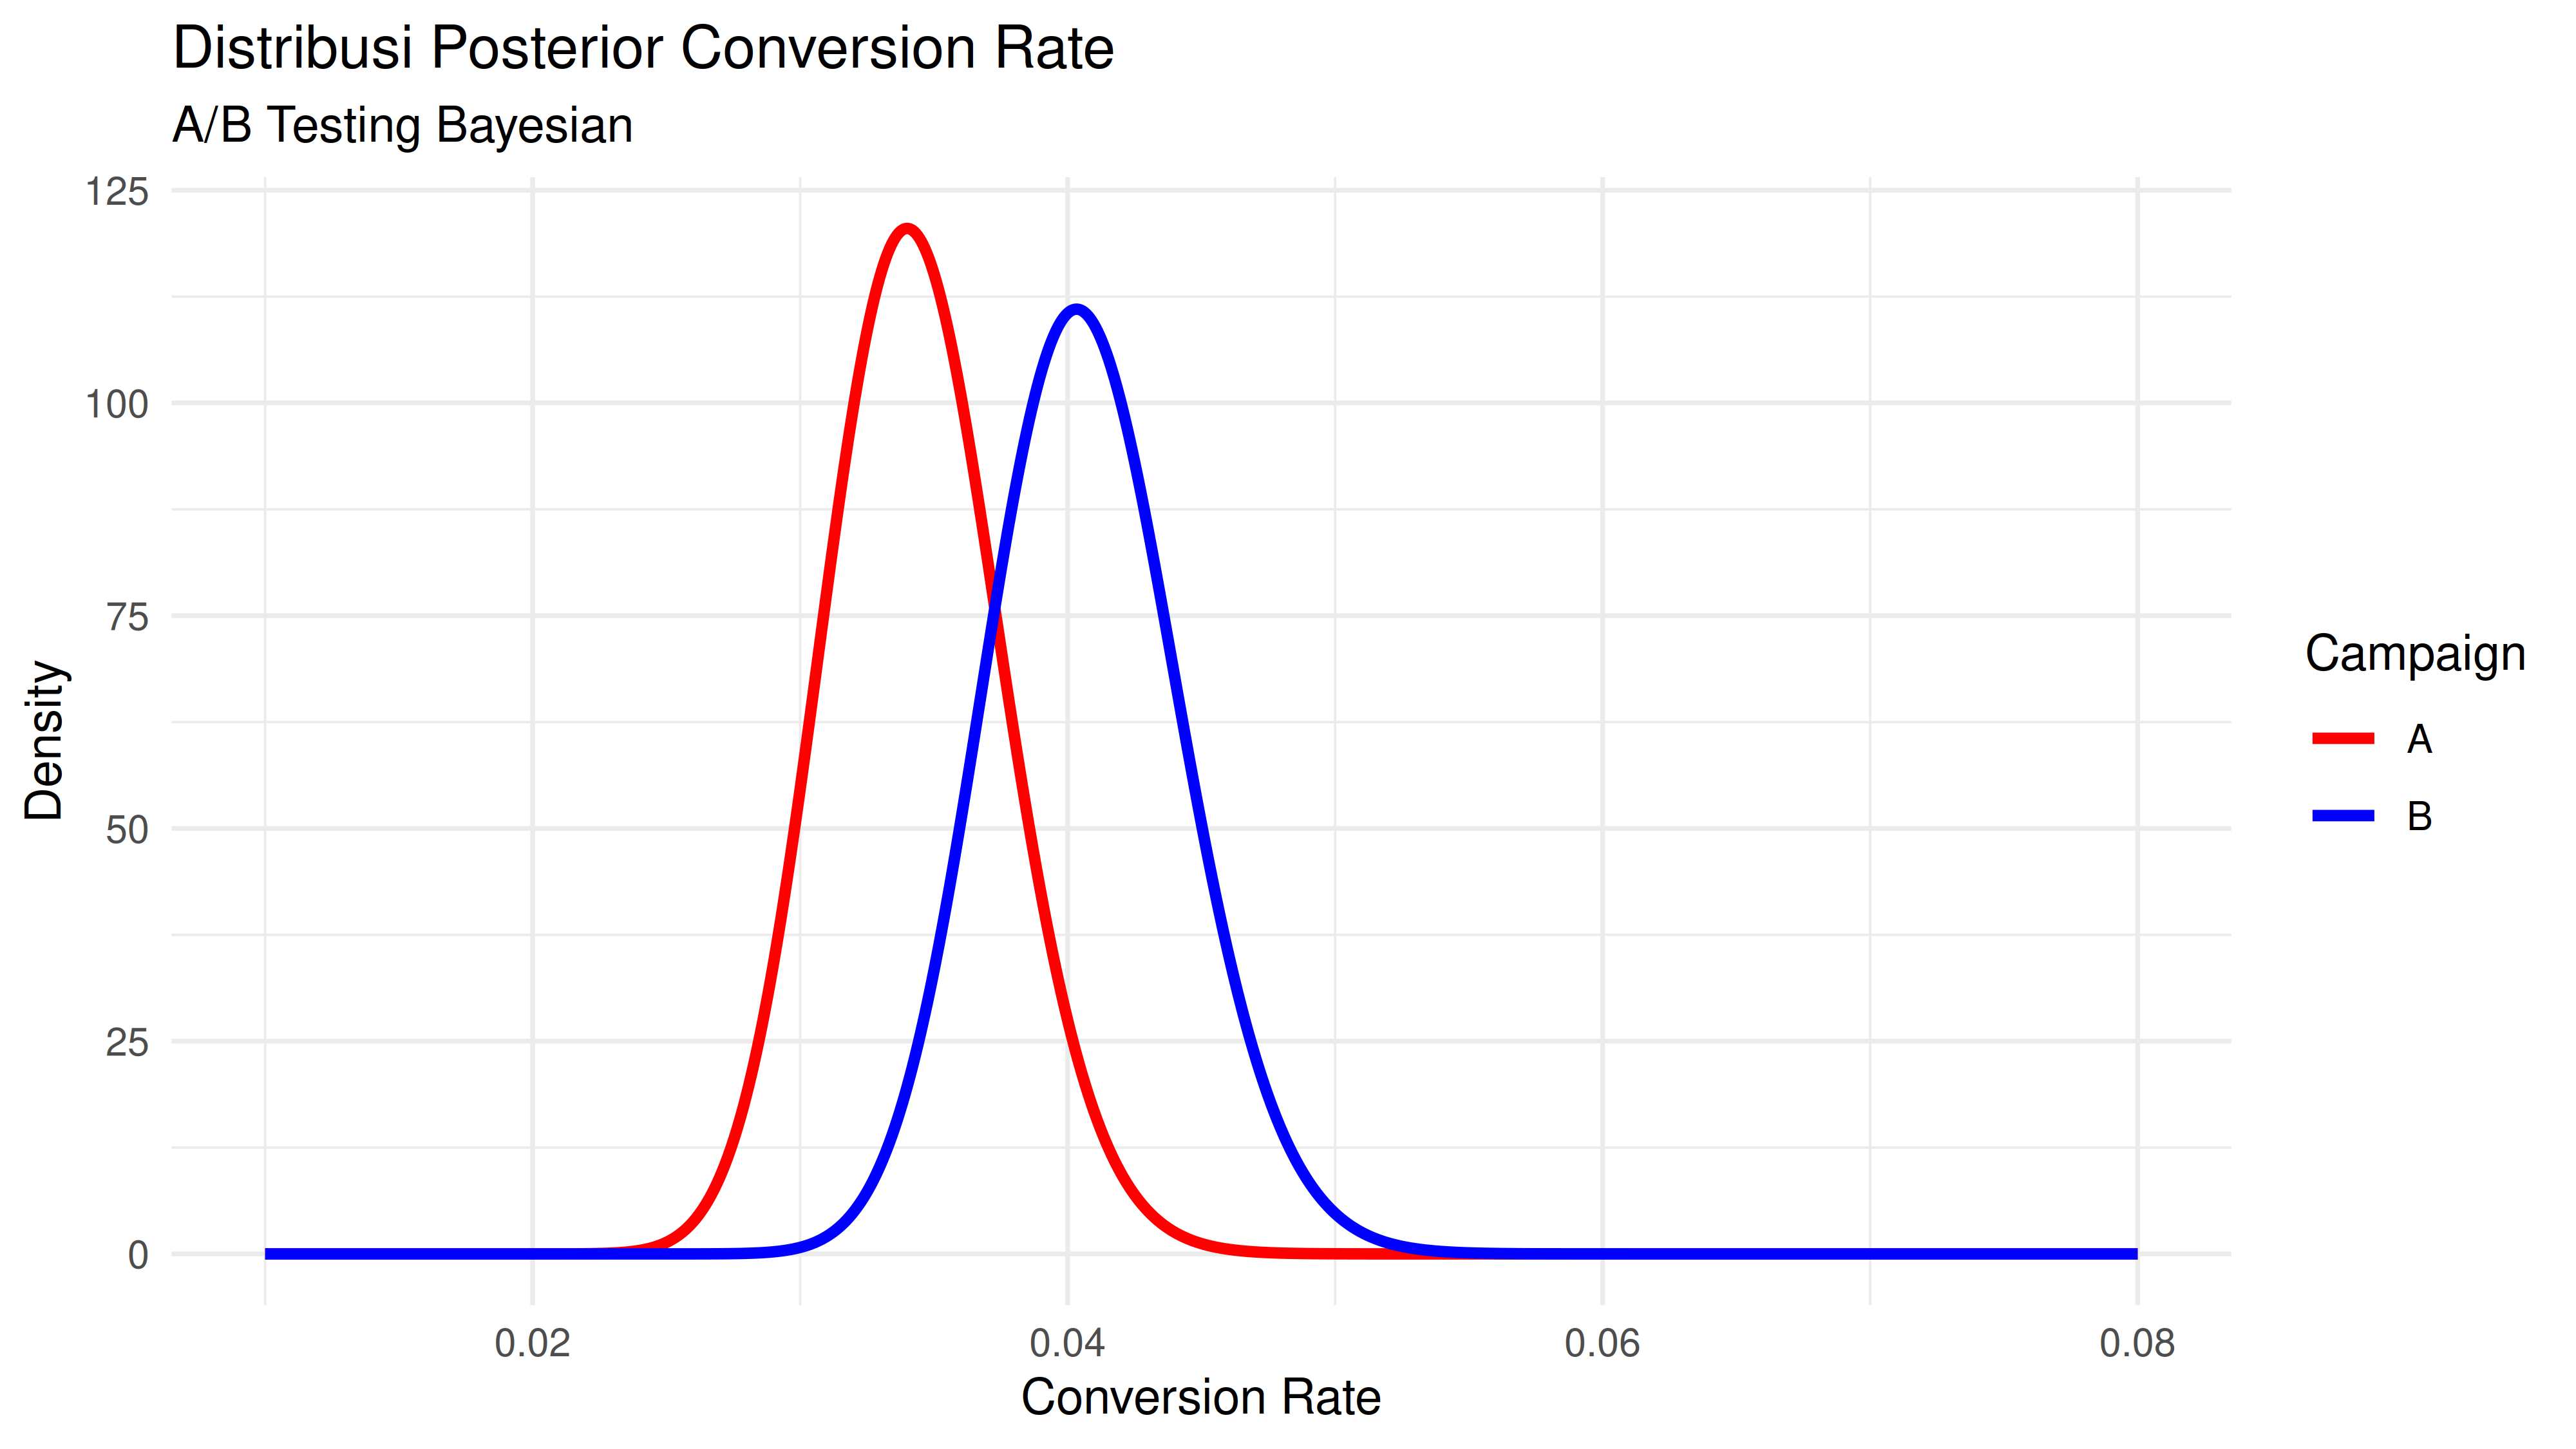 Distribusi Posterior Conversion Rate
A/B Testing Bayesian
125
100
75
50
25
0
Density
0.02
0.04
0.06
0.08
Conversion Rate
Campaign
A
B